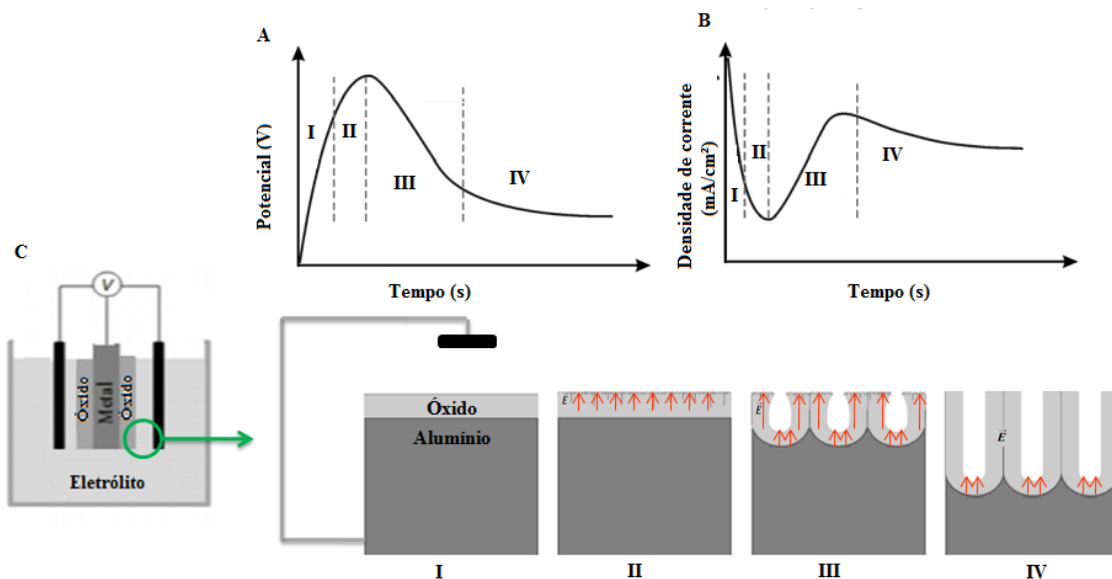 A
Potencial (V)
I
II
III
IV
Tempo (s)
B
Densidade de corrente
(mA/cm²)
I
II
III
IV
Tempo (s)
C
V
Óxido
Metal
Óxido
Eletrólito
Óxido
Alumínio
E
E
E
I
II
III
IV